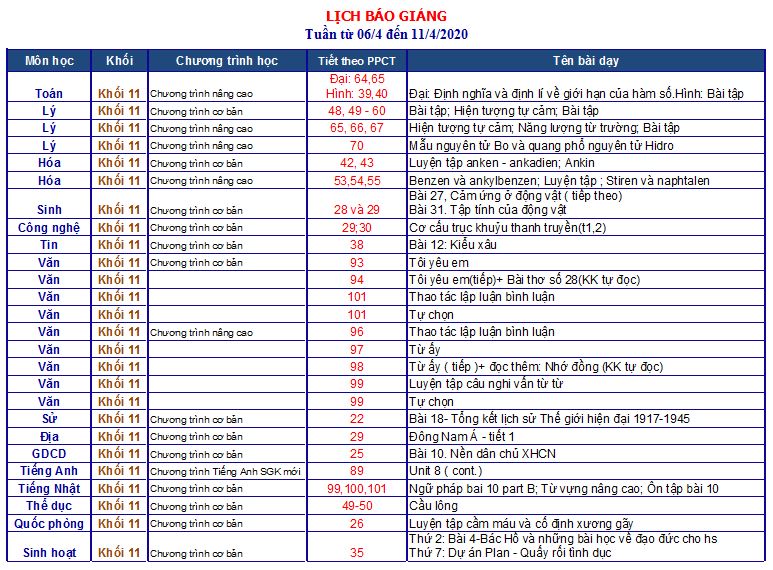 LỊCH BÁO GIẢNG
Tuần từ 06/4 đến 11/4/2020
Môn học Khối Chương trình học Tiết theo PPCT Tên bài dạy
Đại: 64,65
Toán Khối 11 Chương trình nâng cao Hình: 39,40 Đại: Định nghĩa và định lí về giới hạn của hàm số.Hình: Bài tập
Lý Khối 11 Chương trình cơ bản 48, 49 - 60 Bài tập; Hiện tượng tự cảm; Bài tập
Lý Khối 11 Chương trình nâng cao 65, 66, 67 Hiện tượng tự cảm; Năng lượng từ trường; Bài tập
Lý Khối 11 Chương trình nâng cao 70 Mẫu nguyên tử Bo và quang phổ nguyên tử Hidro
Hóa Khối 11 Chương trình cơ bản 42, 43 Luyện tập anken - ankadien; Ankin
Hóa Khối 11 Chương trình nâng cao 53,54,55 Benzen và ankylbenzen; Luyện tập ; Stiren và naphtalen
Bài 27, Cảm ứng ở động vật ( tiếp theo)
Sinh Khối 11 Chương trình cơ bản 28 và 29 Bài 31. Tập tính của động vật
Công nghệ Khối 11 Chương trình cơ bản 29;30 Cơ cấu trục khuỷu thanh truyền(t1,2)
Tin Khối 11 Chương trình cơ bản 38 Bài 12: Kiểu xâu
Văn Khối 11 Chương trình cơ bản 93 Tôi yêu em
Văn Khối 11 94 Tôi yêu em(tiếp)+ Bài thơ số 28(KK tự đọc)
Văn Khối 11 101 Thao tác lập luận bình luận
Văn Khối 11 101 Tự chọn
Văn Khối 11 Chương trình nâng cao 96 Thao tác lập luận bình luận
Văn Khối 11 97 Từ ấy
Văn Khối 11 98 Từ ấy ( tiếp )+ đọc thêm: Nhớ đồng (KK tự đọc)
Văn Khối 11 99 Luyện tập câu nghi vấn từ từ
Văn Khối 11 99 Tự chọn
Sử Khối 11 Chương trình cơ bản 22 Bài 18- Tổng kết lịch sử Thế giới hiện đại 1917-1945
Địa Khối 11 Chương trình cơ bản 29 Đông Nam Á - tiết 1
GDCD Khối 11 Chương trình cơ bản 25 Bài 10. Nền dân chủ XHCN
Tiếng Anh Khối 11 Chương trình Tiếng Anh SGK mới 89 Unit 8 ( cont.)
Tiếng Nhật Khối 11 Chương trình cơ bản 99,100,101 Ngữ pháp bai 10 part B; Từ vựng nâng cao; Ôn tập bài 10
Thể dục Khối 11 Chương trình cơ bản 49-50 Cầu lông
Quốc phòng Khối 11 Chương trình cơ bản 26 Luyện tập cầm máu và cố định xương gãy
Thứ 2: Bài 4-Bác Hồ và những bài học về đạo đức cho hs
Sinh hoạt Khối 11 Chương trình cơ bản 35 Thứ 7: Dự án Plan - Quấy rối tình dục